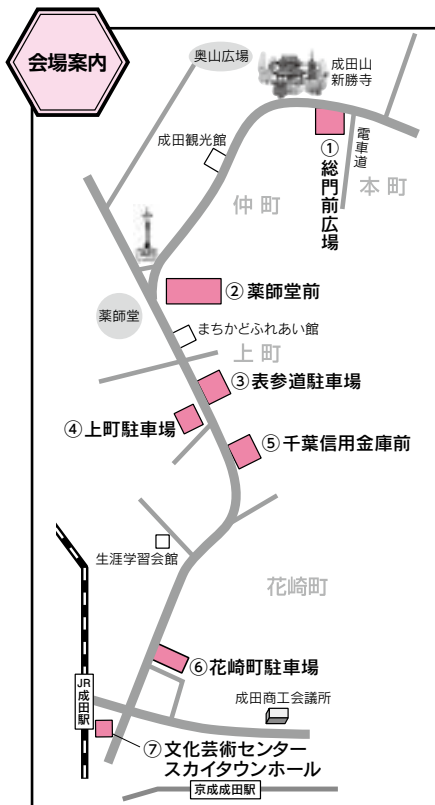 会場案内
奥山広場
成田山
新勝寺
成田観光館
①総門前広場
電車道
本町
仲町
②薬師堂前
薬師堂
まちかどふれあい館
上町
③表参道駐車場
④上町駐車場
⑤千葉信用金庫前
生涯学習会館
花崎町
⑥花崎町駐車場
JR
成田駅
成田商工会議所
⑦文化芸術センター
スカイタウンホール
京成成田駅